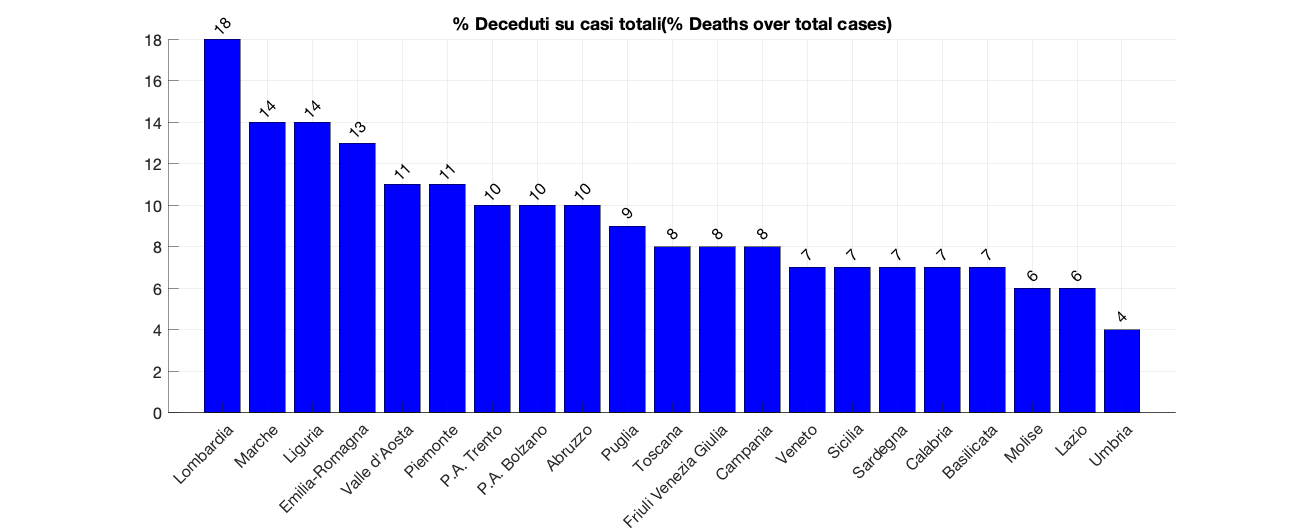 % Deceduti su casi totali(% Deaths over total cases)
18
14
14
13
11
11
10
10
10
9
8
8
8
7
7
7
7
7
6
6
4
18
16
14
12
10
8
6
4
2
0
Lombardia
Marche
Liguria
Emilia-Romagna
Valle d'Aosta
Piemonte
P.A. Trento
P.A. Bolzano
Abruzzo
Puglia
Toscana
Friuli Venezia Giulia
Campania
Veneto
Sicilia
Sardegna
Calabria
Basilicata
Molise
Lazio
Umbria